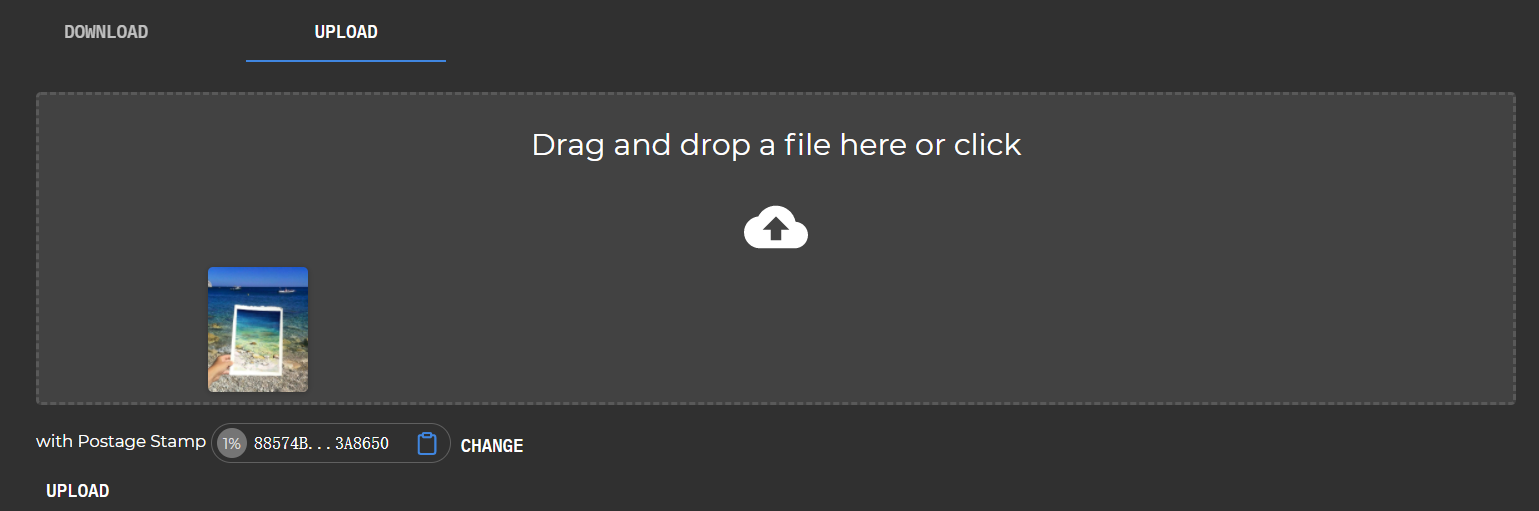 DOWNLOAD UPLOAD
Drag and drop a file here or click
with Postage Stamp 1% 88574B...3A8650 CHANGE
UPLOAD